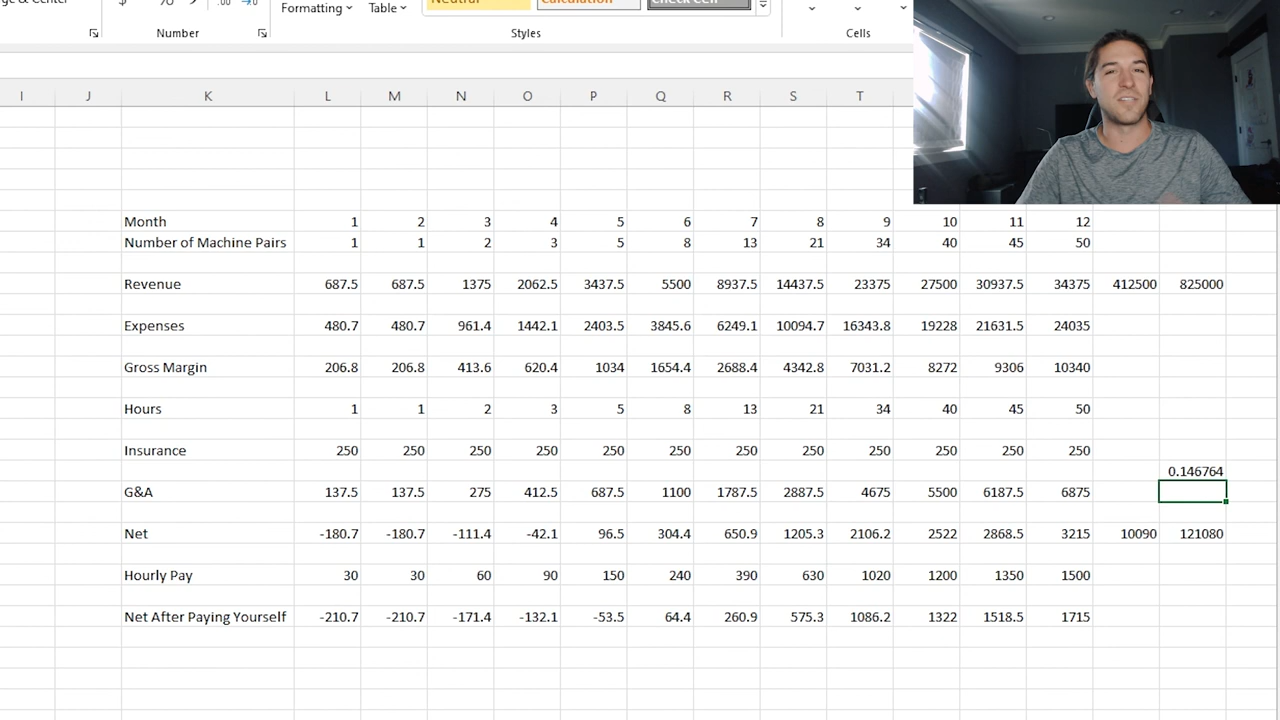 ge & Center $ % 9 .00 →0 Formatting Table Neutral Calculation Check Cell
Number Styles Cells
I J K L M N O P Q R S T
Month 1 2 3 4 5 6 7 8 9 10 11 12
Number of Machine Pairs 1 1 2 3 5 8 13 21 34 40 45 50
Revenue 687.5 687.5 1375 2062.5 3437.5 5500 8937.5 14437.5 23375 27500 30937.5 34375 412500 825000
Expenses 480.7 480.7 961.4 1442.1 2403.5 3845.6 6249.1 10094.7 16343.8 19228 21631.5 24035
Gross Margin 206.8 206.8 413.6 620.4 1034 1654.4 2688.4 4342.8 7031.2 8272 9306 10340
Hours 1 1 2 3 5 8 13 21 34 40 45 50
Insurance 250 250 250 250 250 250 250 250 250 250 250 250
0.146764
G&A 137.5 137.5 275 412.5 687.5 1100 1787.5 2887.5 4675 5500 6187.5 6875
Net -180.7 -180.7 -111.4 -42.1 96.5 304.4 650.9 1205.3 2106.2 2522 2868.5 3215 10090 121080
Hourly Pay 30 30 60 90 150 240 390 630 1020 1200 1350 1500
Net After Paying Yourself -210.7 -210.7 -171.4 -132.1 -53.5 64.4 260.9 575.3 1086.2 1322 1518.5 1715